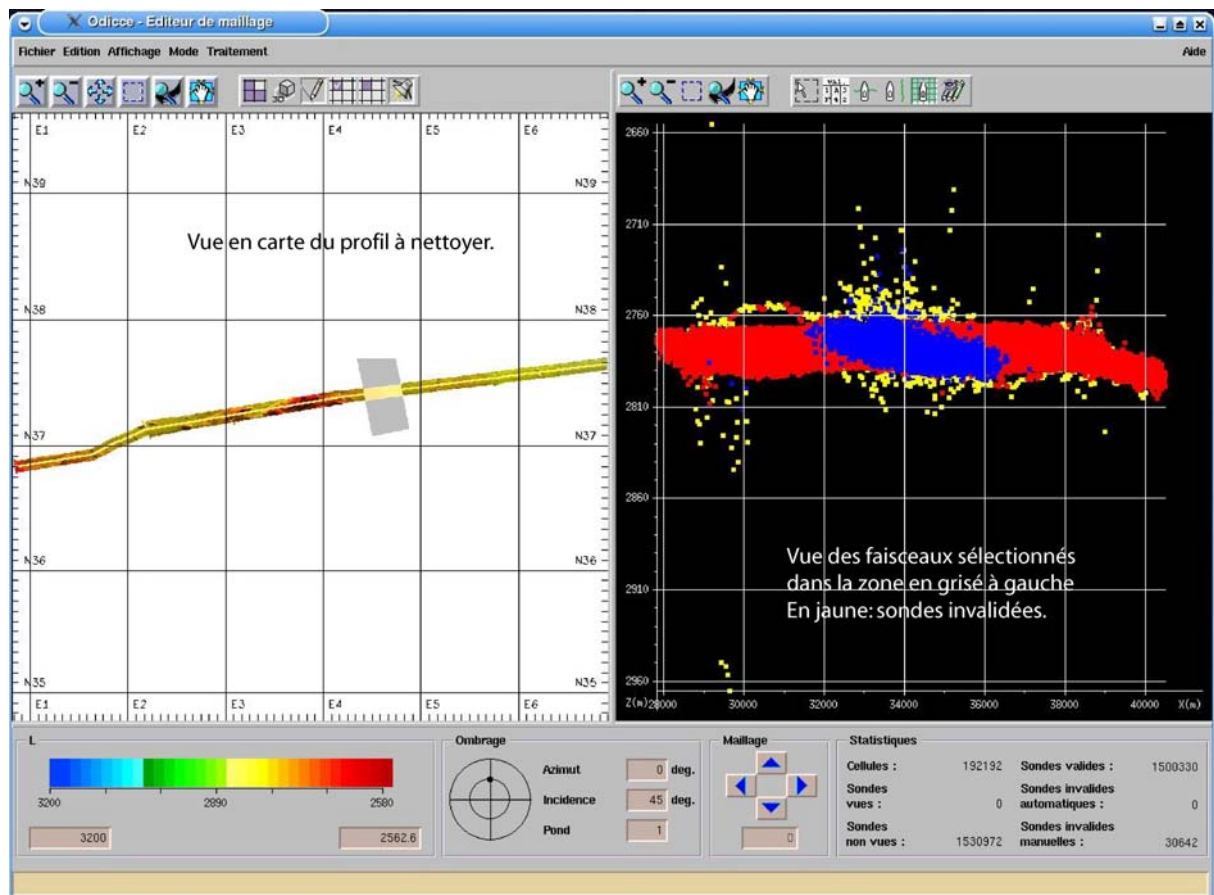 Odicce - Editeur de maillage
Fichier Edition Affichage Mode Traitement Aide
3D
val
E1 E2 E3 E4 E5 E6
N39 N39
Vue en carte du profil à nettoyer.
N38 N38
N37 N37
N36 N36
N35 N35
E1 E2 E3 E4 E5 E6
2660
2710
2760
2810
2860
2910
2960
Vue des faisceaux sélectionnés
dans la zone en grisé à gauche
En jaune: sondes invalidées.
Z(m) 28000 30000 32000 34000 36000 38000 40000 X(m)
L
3200 2890 2580
3200 2562.6
Ombrage
Azimut 0 deg.
Incidence 45 deg.
Pond 1
Maillage
0
Statistiques
Cellules : 192192 Sondes valides : 1500330
Sondes vues : 0 Sondes invalides automatiques : 0
Sondes non vues : 1530972 Sondes invalides manuelles : 30642